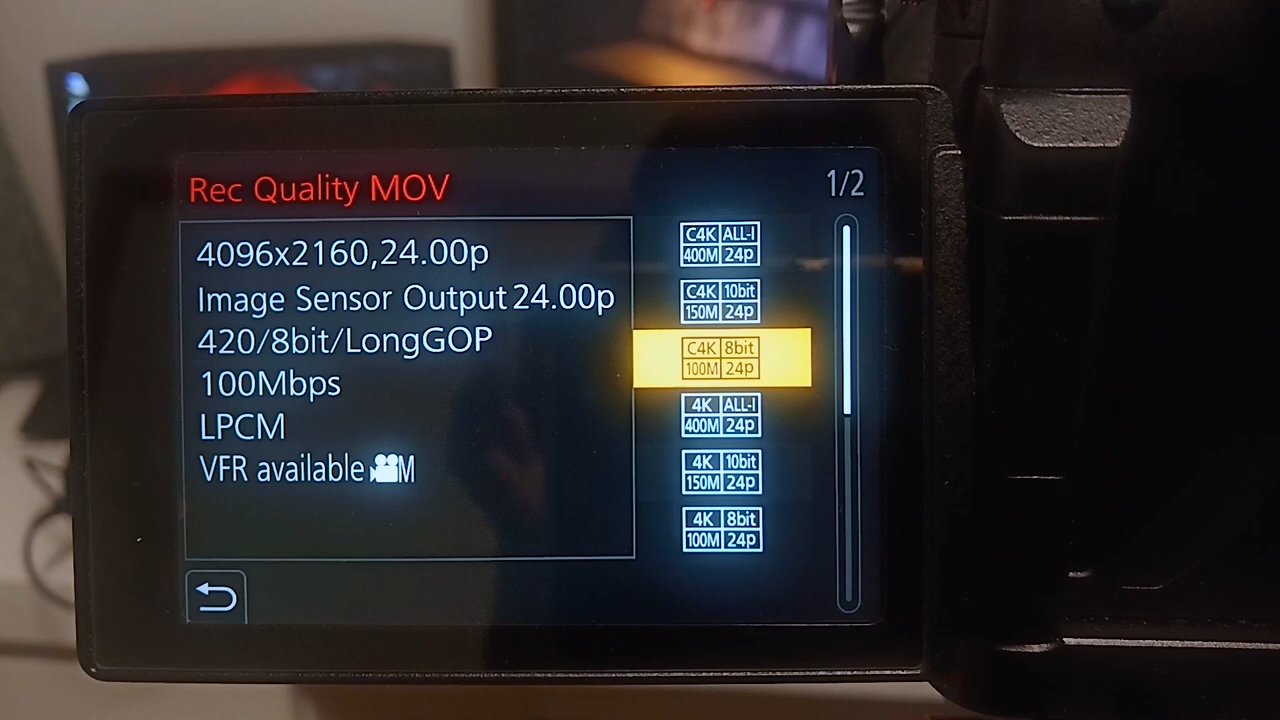 Rec Quality MOV
1/2
4096x2160,24.00p
Image Sensor Output 24.00p
420/8bit/LongGOP
100Mbps
LPCM
VFR available M
C4K ALL-I
400M 24p
C4K 10bit
150M 24p
C4K 8bit
100M 24p
4K ALL-I
400M 24p
4K 10bit
150M 24p
4K 8bit
100M 24p